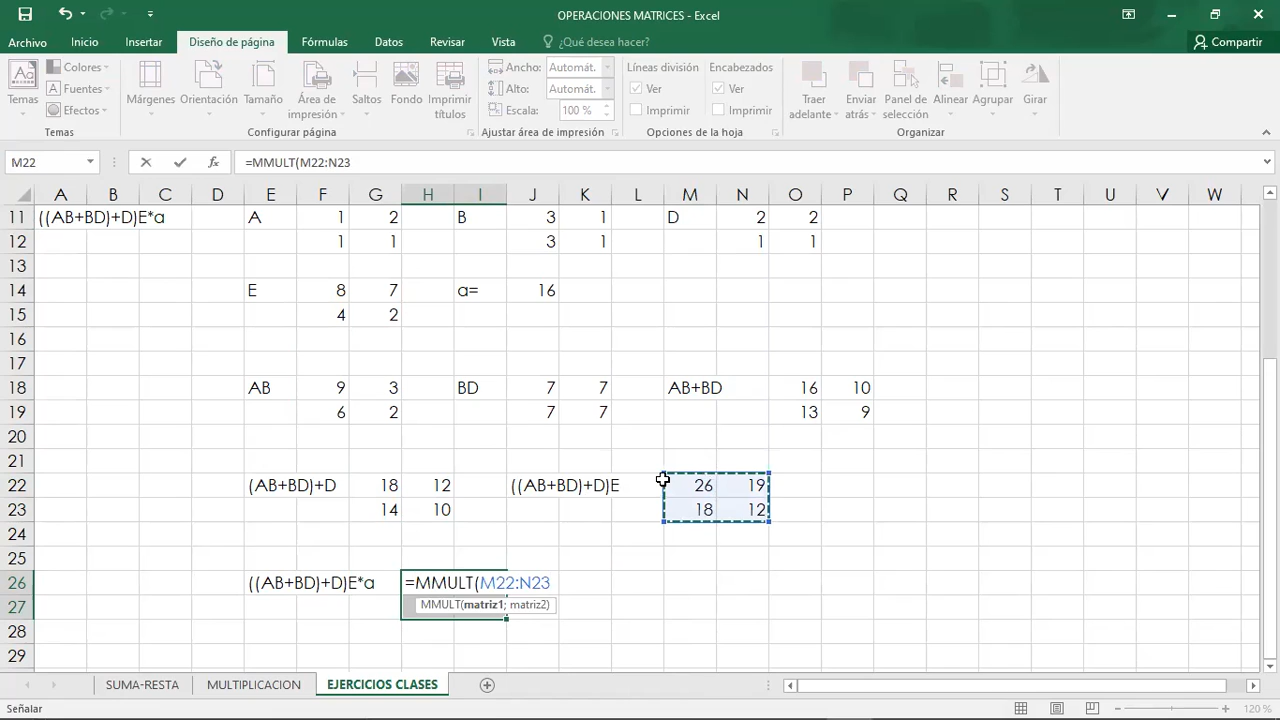 OPERACIONES MATRICES - Excel
Archivo Inicio Insertar Diseño de página Fórmulas Datos Revisar Vista ¿Qué desea hacer? Compartir
Aa Colores Ancho: Automát. Líneas división Encabezados
Temas Fuentes Márgenes Orientación Tamaño Área de impresión Saltos Fondo Imprimir títulos Alto: Automát. Ver Ver Traer adelante Enviar atrás Panel de selección Alinear Agrupar Girar
Efectos Escala: 100 % Imprimir Imprimir
Temas Configurar página Ajustar área de impresión Opciones de la hoja Organizar
M22 fx =MMULT(M22:N23
A B C D E F G H I J K L M N O P Q R S T U V W
11 ((AB+BD)+D)E*a A 1 2 B 3 1 D 2 2
12 1 1 3 1 1 1
13
14 E 8 7 a= 16
15 4 2
16
17
18 AB 9 3 BD 7 7 AB+BD 16 10
19 6 2 7 7 13 9
20
21
22 (AB+BD)+D 18 12 ((AB+BD)+D)E 26 19
23 14 10 18 12
24
25
26 ((AB+BD)+D)E*a =MMULT(M22:N23
27 MMULT(matriz1; matriz2)
28
29
SUMA-RESTA MULTIPLICACION EJERCICIOS CLASES
Señalar 120 %